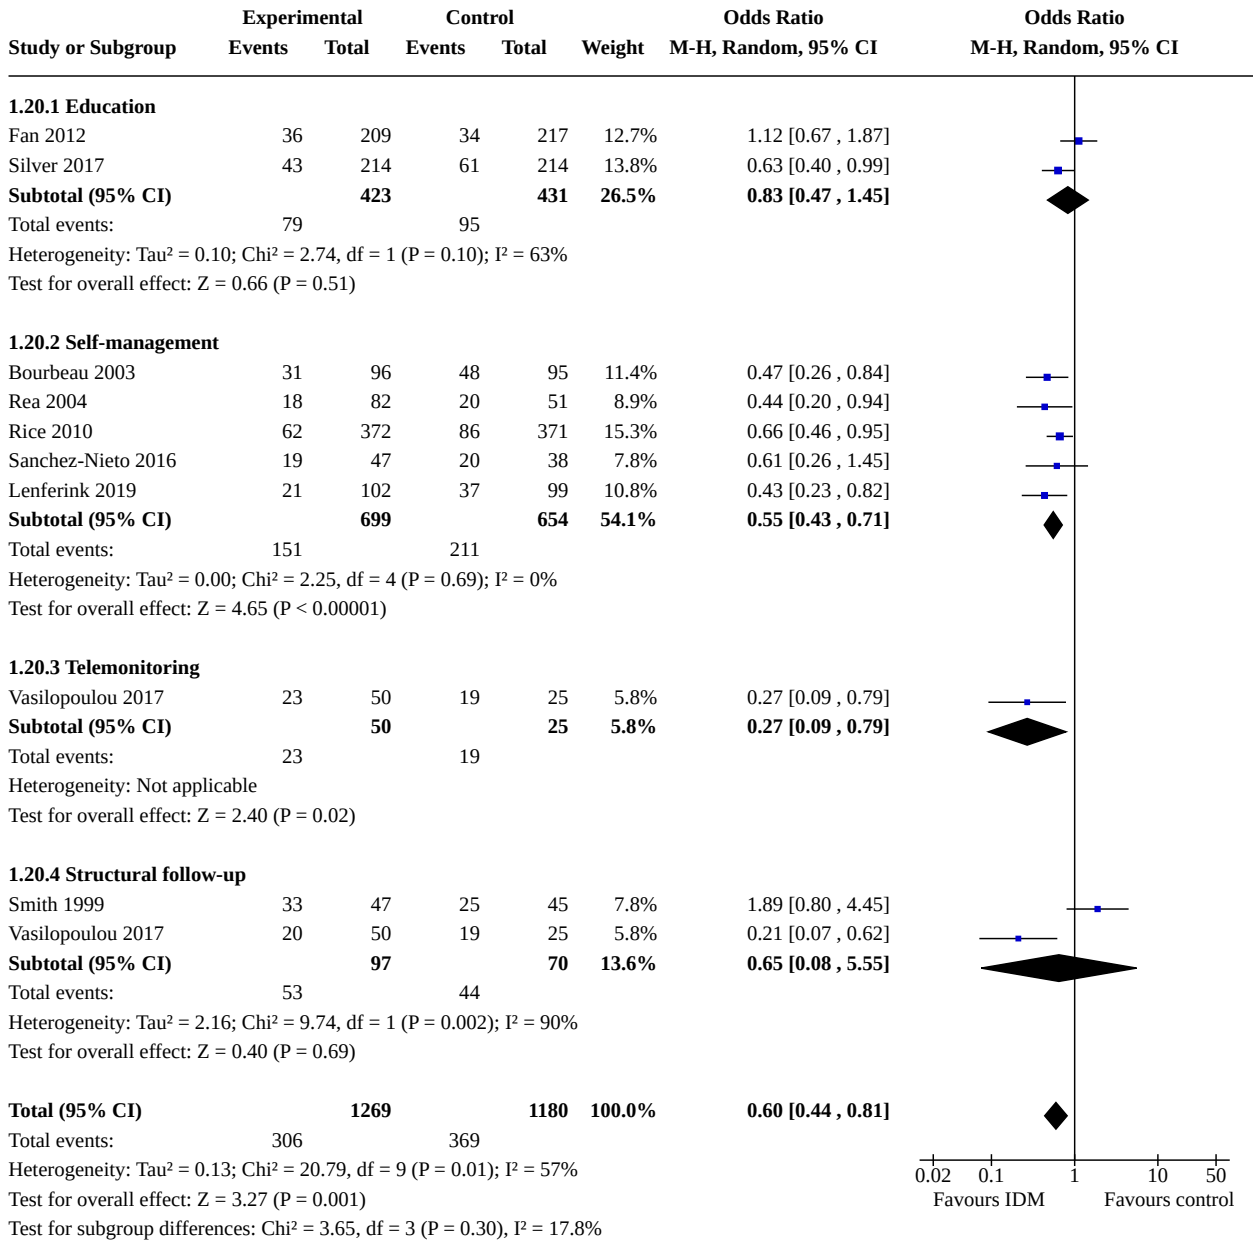 Experimental Control Odds Ratio Odds Ratio
Study or Subgroup Events Total Events Total Weight M-H, Random, 95% CI M-H, Random, 95% CI
1.20.1 Education
Fan 2012 36 209 34 217 12.7% 1.12 [0.67 , 1.87]
Silver 2017 43 214 61 214 13.8% 0.63 [0.40 , 0.99]
Subtotal (95% CI) 423 431 26.5% 0.83 [0.47 , 1.45]
Total events: 79 95
Heterogeneity: Tau² = 0.10; Chi² = 2.74, df = 1 (P = 0.10); I² = 63%
Test for overall effect: Z = 0.66 (P = 0.51)
1.20.2 Self-management
Bourbeau 2003 31 96 48 95 11.4% 0.47 [0.26 , 0.84]
Rea 2004 18 82 20 51 8.9% 0.44 [0.20 , 0.94]
Rice 2010 62 372 86 371 15.3% 0.66 [0.46 , 0.95]
Sanchez-Nieto 2016 19 47 20 38 7.8% 0.61 [0.26 , 1.45]
Lenferink 2019 21 102 37 99 10.8% 0.43 [0.23 , 0.82]
Subtotal (95% CI) 699 654 54.1% 0.55 [0.43 , 0.71]
Total events: 151 211
Heterogeneity: Tau² = 0.00; Chi² = 2.25, df = 4 (P = 0.69); I² = 0%
Test for overall effect: Z = 4.65 (P < 0.00001)
1.20.3 Telemonitoring
Vasilopoulou 2017 23 50 19 25 5.8% 0.27 [0.09 , 0.79]
Subtotal (95% CI) 50 25 5.8% 0.27 [0.09 , 0.79]
Total events: 23 19
Heterogeneity: Not applicable
Test for overall effect: Z = 2.40 (P = 0.02)
1.20.4 Structural follow-up
Smith 1999 33 47 25 45 7.8% 1.89 [0.80 , 4.45]
Vasilopoulou 2017 20 50 19 25 5.8% 0.21 [0.07 , 0.62]
Subtotal (95% CI) 97 70 13.6% 0.65 [0.08 , 5.55]
Total events: 53 44
Heterogeneity: Tau² = 2.16; Chi² = 9.74, df = 1 (P = 0.002); I² = 90%
Test for overall effect: Z = 0.40 (P = 0.69)
Total (95% CI) 1269 1180 100.0% 0.60 [0.44 , 0.81]
Total events: 306 369
Heterogeneity: Tau² = 0.13; Chi² = 20.79, df = 9 (P = 0.01); I² = 57%
Test for overall effect: Z = 3.27 (P = 0.001)
Test for subgroup differences: Chi² = 3.65, df = 3 (P = 0.30), I² = 17.8%
0.02 0.1 1 10 50
Favours IDM Favours control